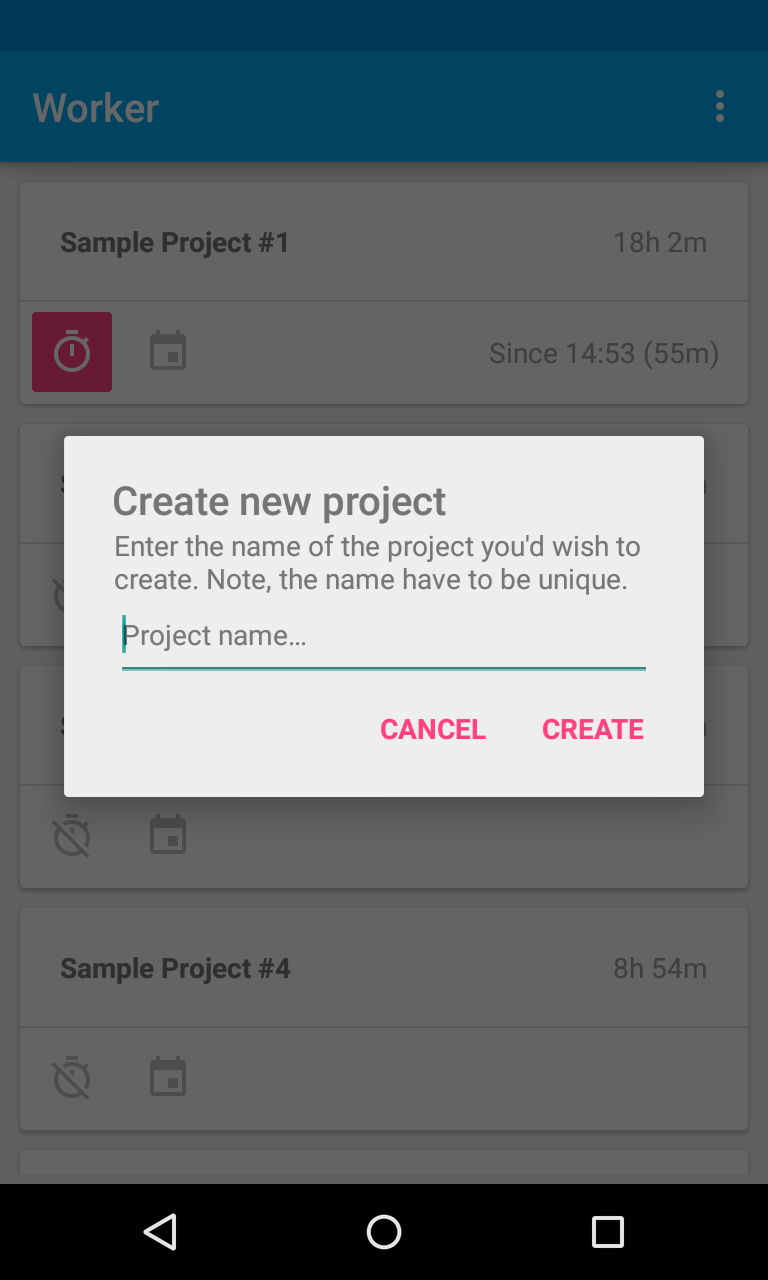 Worker
Sample Project #1
18h 2m
Since 14:53 (55m)
Create new project
Enter the name of the project you'd wish to
create. Note, the name have to be unique.
Project name…
CANCEL
CREATE
Sample Project #4
8h 54m